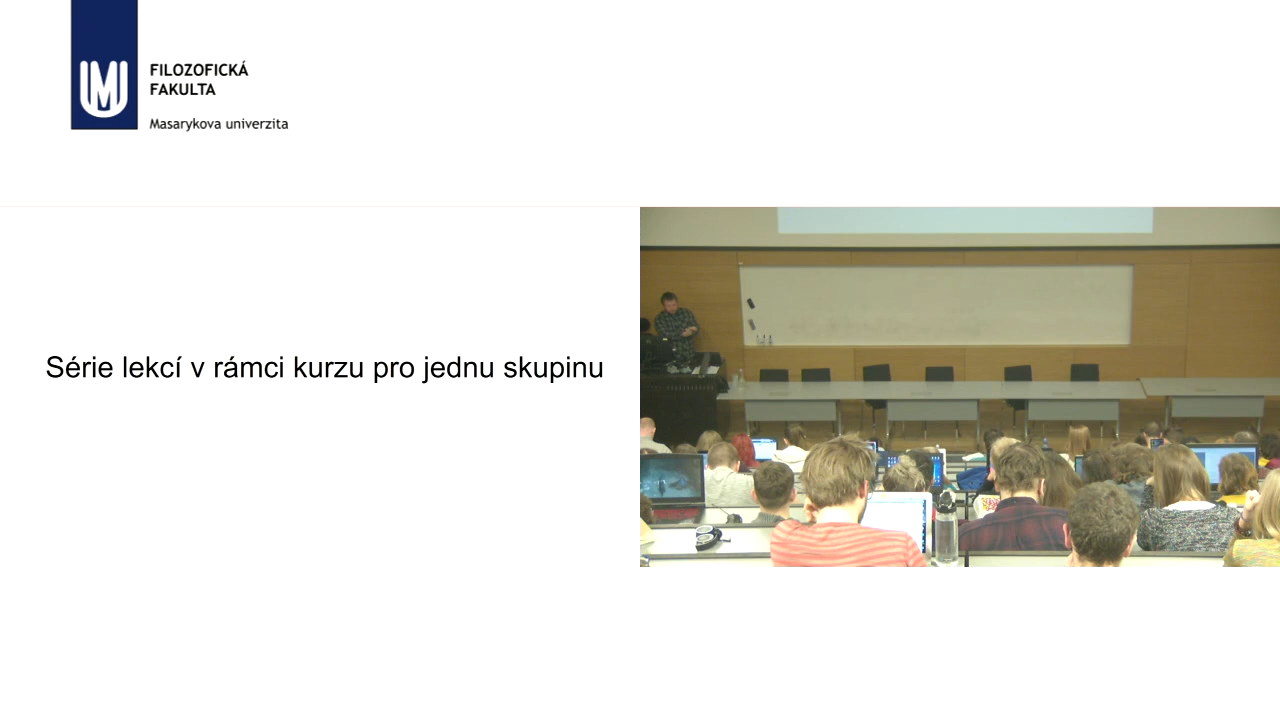 FILOZOFICKÁ
FAKULTA
Masarykova univerzita
Série lekcí v rámci kurzu pro jednu skupinu